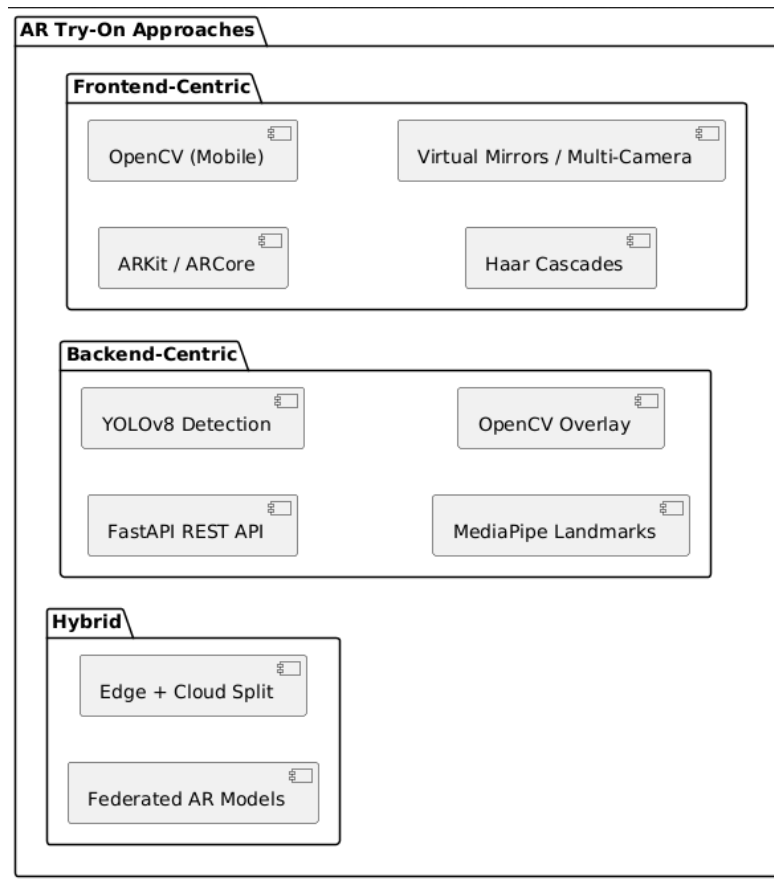 AR Try-On Approaches
Frontend-Centric
OpenCV (Mobile)
Virtual Mirrors / Multi-Camera
ARKit / ARCore
Haar Cascades
Backend-Centric
YOLOv8 Detection
OpenCV Overlay
FastAPI REST API
MediaPipe Landmarks
Hybrid
Edge + Cloud Split
Federated AR Models